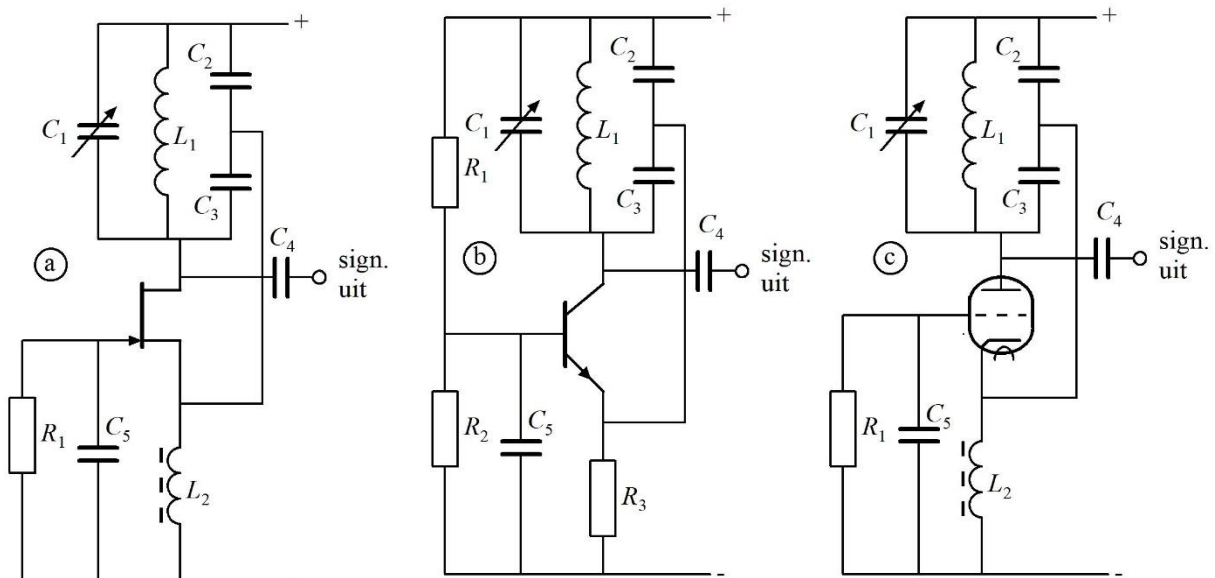 +
C2
C1
L1
C3
C4
a
sign.
uit
R1
C5
L2
+
C2
C1
L1
R1
C3
C4
b
sign.
uit
R2
C5
R3
-
+
C2
C1
L1
C3
C4
c
sign.
uit
R1
C5
L2
-